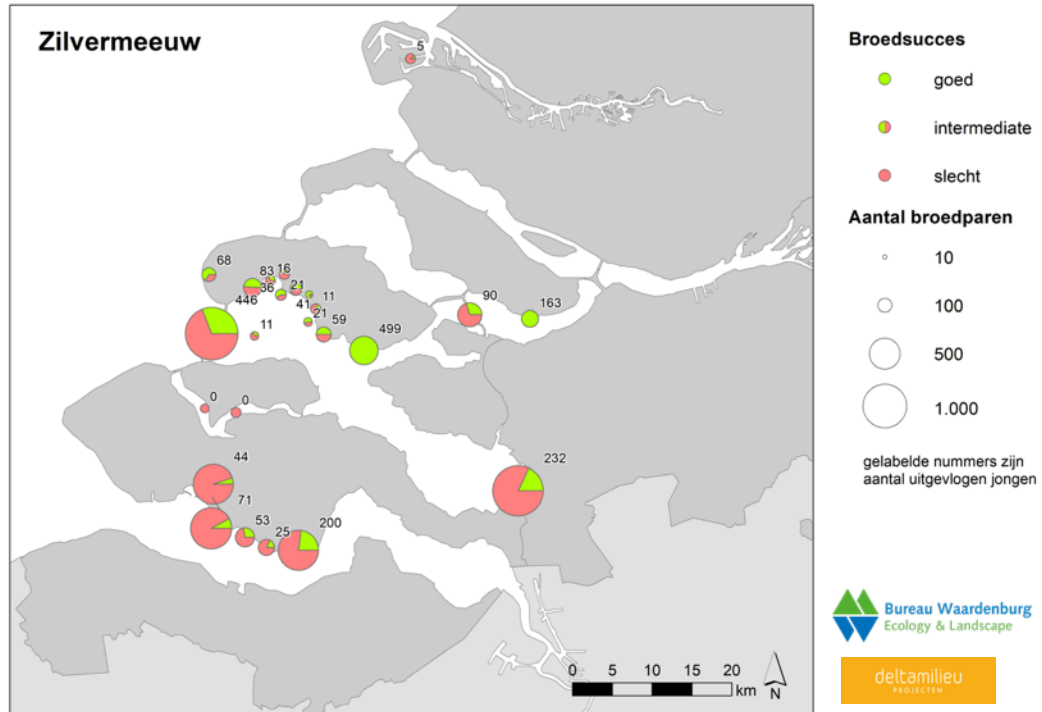 Zilvermeeuw
5
68
83
16
36
21
446
11
41
21
11
59
499
90
163
0
0
44
71
53
25
200
232
0 5 10 15 20
km
N
Broedsucces
goed
intermediate
slecht
Aantal broedparen
10
100
500
1.000
gelabelde nummers zijn
aantal uitgevlogen jongen
Bureau Waardenburg
Ecology & Landscape
deltamilieu
PROJECTEN